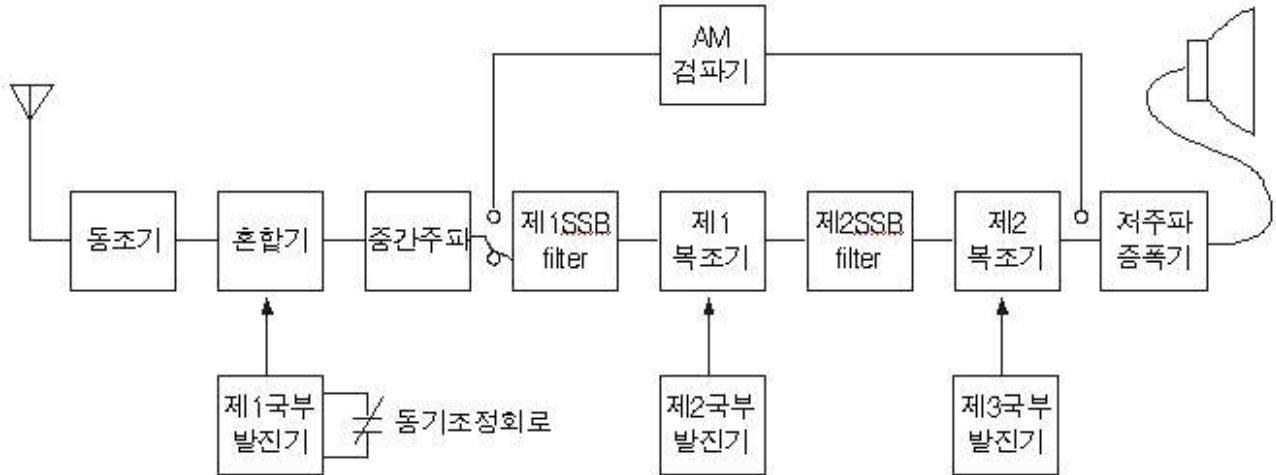 AM
검파기
동조기
혼합기
중간주파
제1SSB
filter
제1
복조기
제2SSB
filter
제2
복조기
저주파
증폭기
제1국부
발진기
동기조정회로
제2국부
발진기
제3국부
발진기